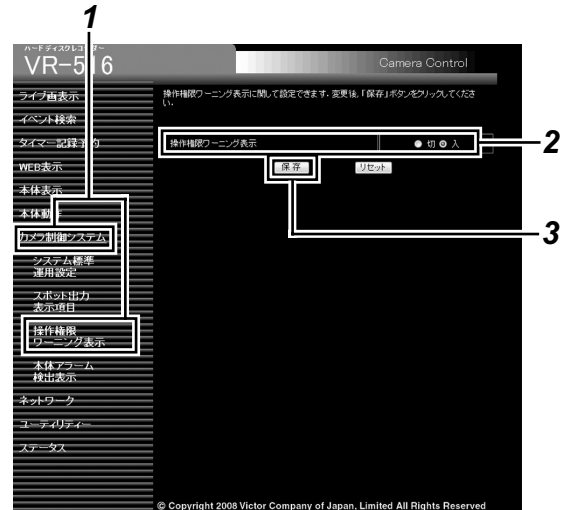 1
ハードディスクレコーダー
VR-516
Camera Control
ライブ画表示
イベント検索
タイマー記録予約
WEB表示
本体表示
本体動作
カメラ制御システム
システム標準
運用設定
スポット出力
表示項目
操作権限
ワーニング表示
本体アラーム
検出表示
ネットワーク
ユーティリティー
ステータス
操作権限ワーニング表示に関して設定できます. 変更後,「保存」ボタンをクリックしてくださ
い.
操作権限ワーニング表示 切 入
2
保存 リセット
3
© Copyright 2008 Victor Company of Japan, Limited All Rights Reserved